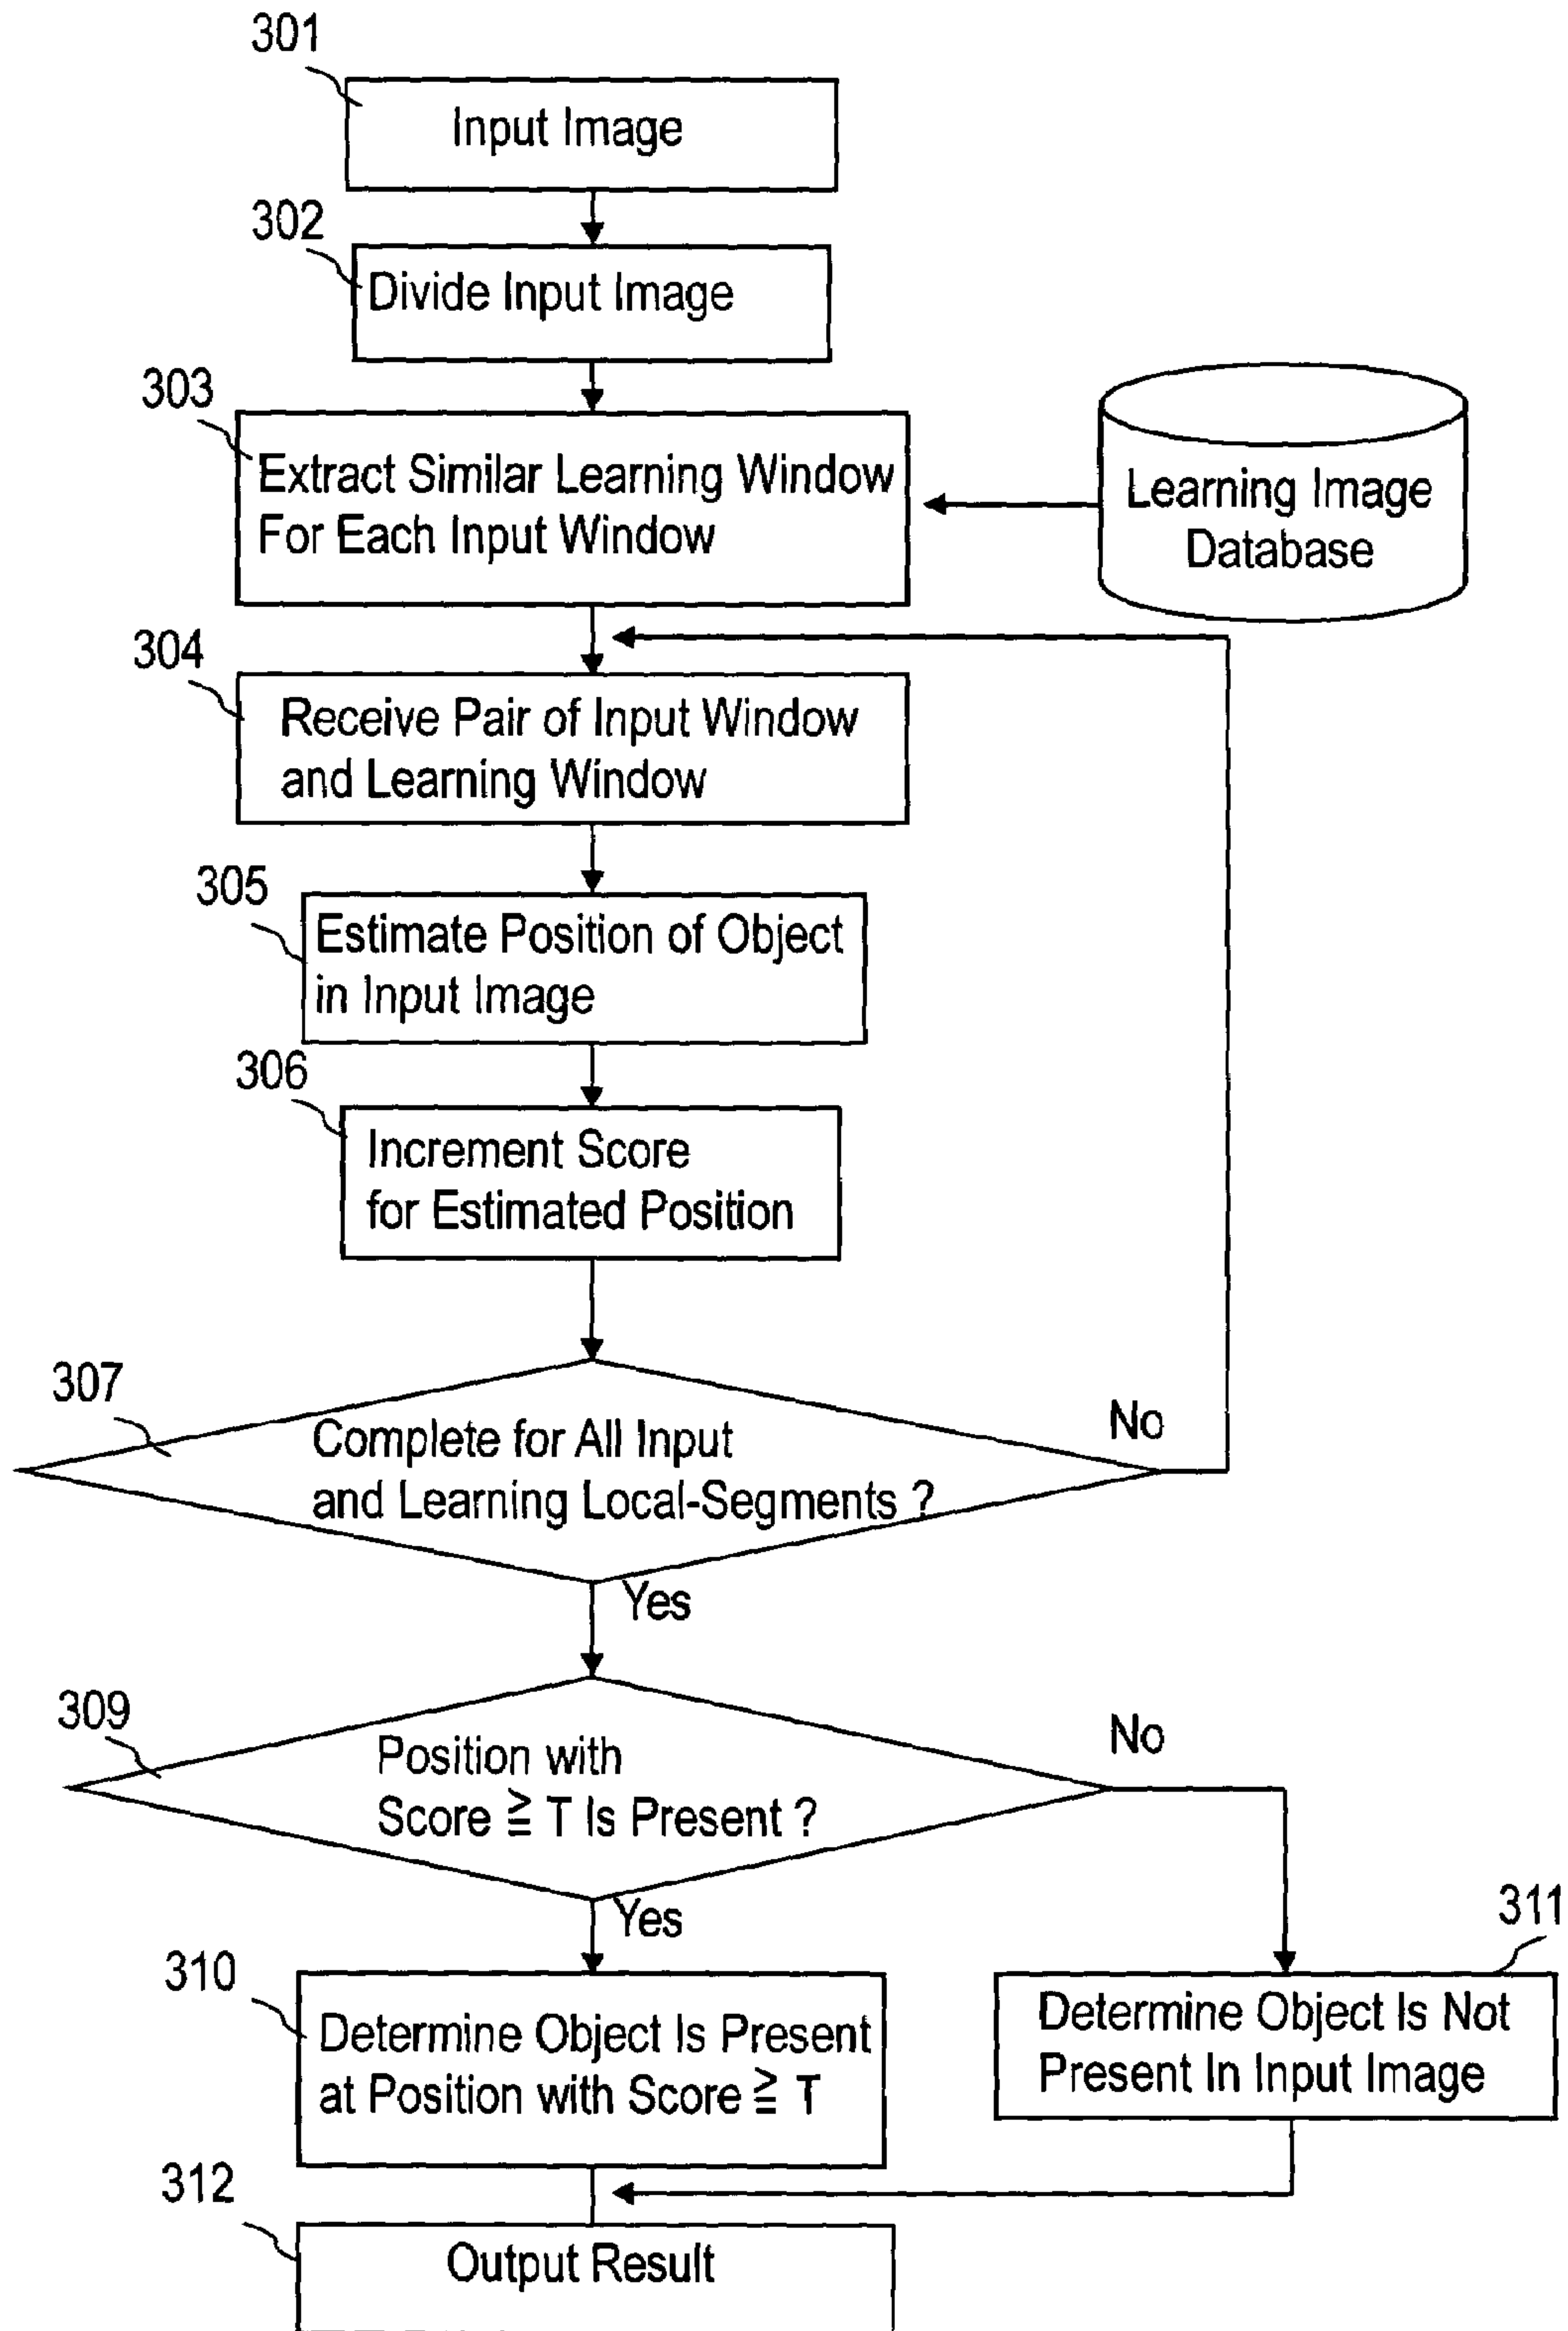 301
Input Image
302
Divide Input Image
303
Extract Similar Learning Window
For Each Input Window
Learning Image
Database
304
Receive Pair of Input Window
and Learning Window
305
Estimate Position of Object
in Input Image
306
Increment Score
for Estimated Position
307
Complete for All Input
and Learning Local-Segments ?
No
Yes
309
Position with
Score ≧ T Is Present ?
No
Yes
310
Determine Object Is Present
at Position with Score ≧ T
311
Determine Object Is Not
Present In Input Image
312
Output Result